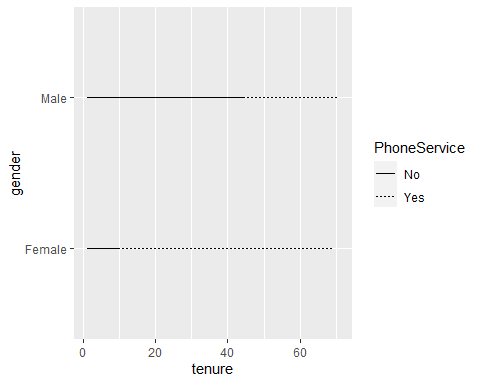 Male
Female
gender
0 20 40 60
tenure
PhoneService
No
Yes